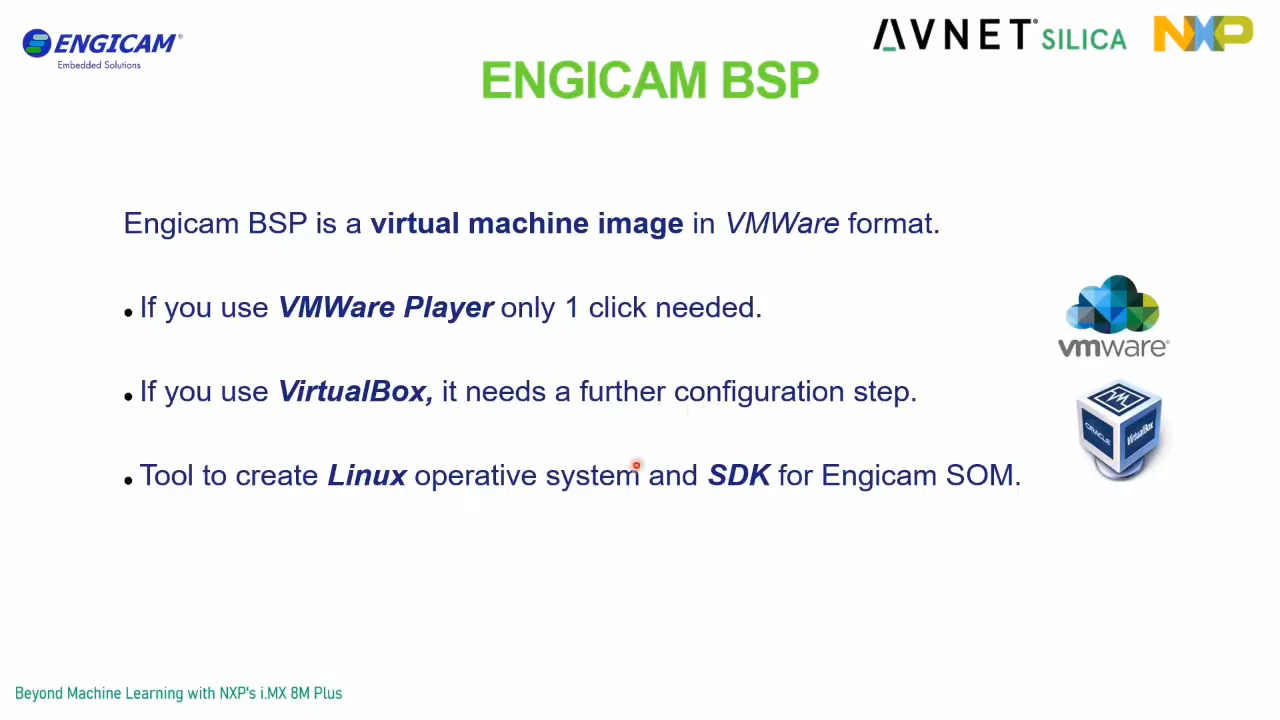 ENGICAM®
Embedded Solutions
AVNET® SILICA
NXP
ENGICAM BSP
Engicam BSP is a virtual machine image in VMWare format.
• If you use VMWare Player only 1 click needed.
• If you use VirtualBox, it needs a further configuration step.
• Tool to create Linux operative system and SDK for Engicam SOM.
vmware®
ORACLE
VirtualBox
Beyond Machine Learning with NXP's i.MX 8M Plus